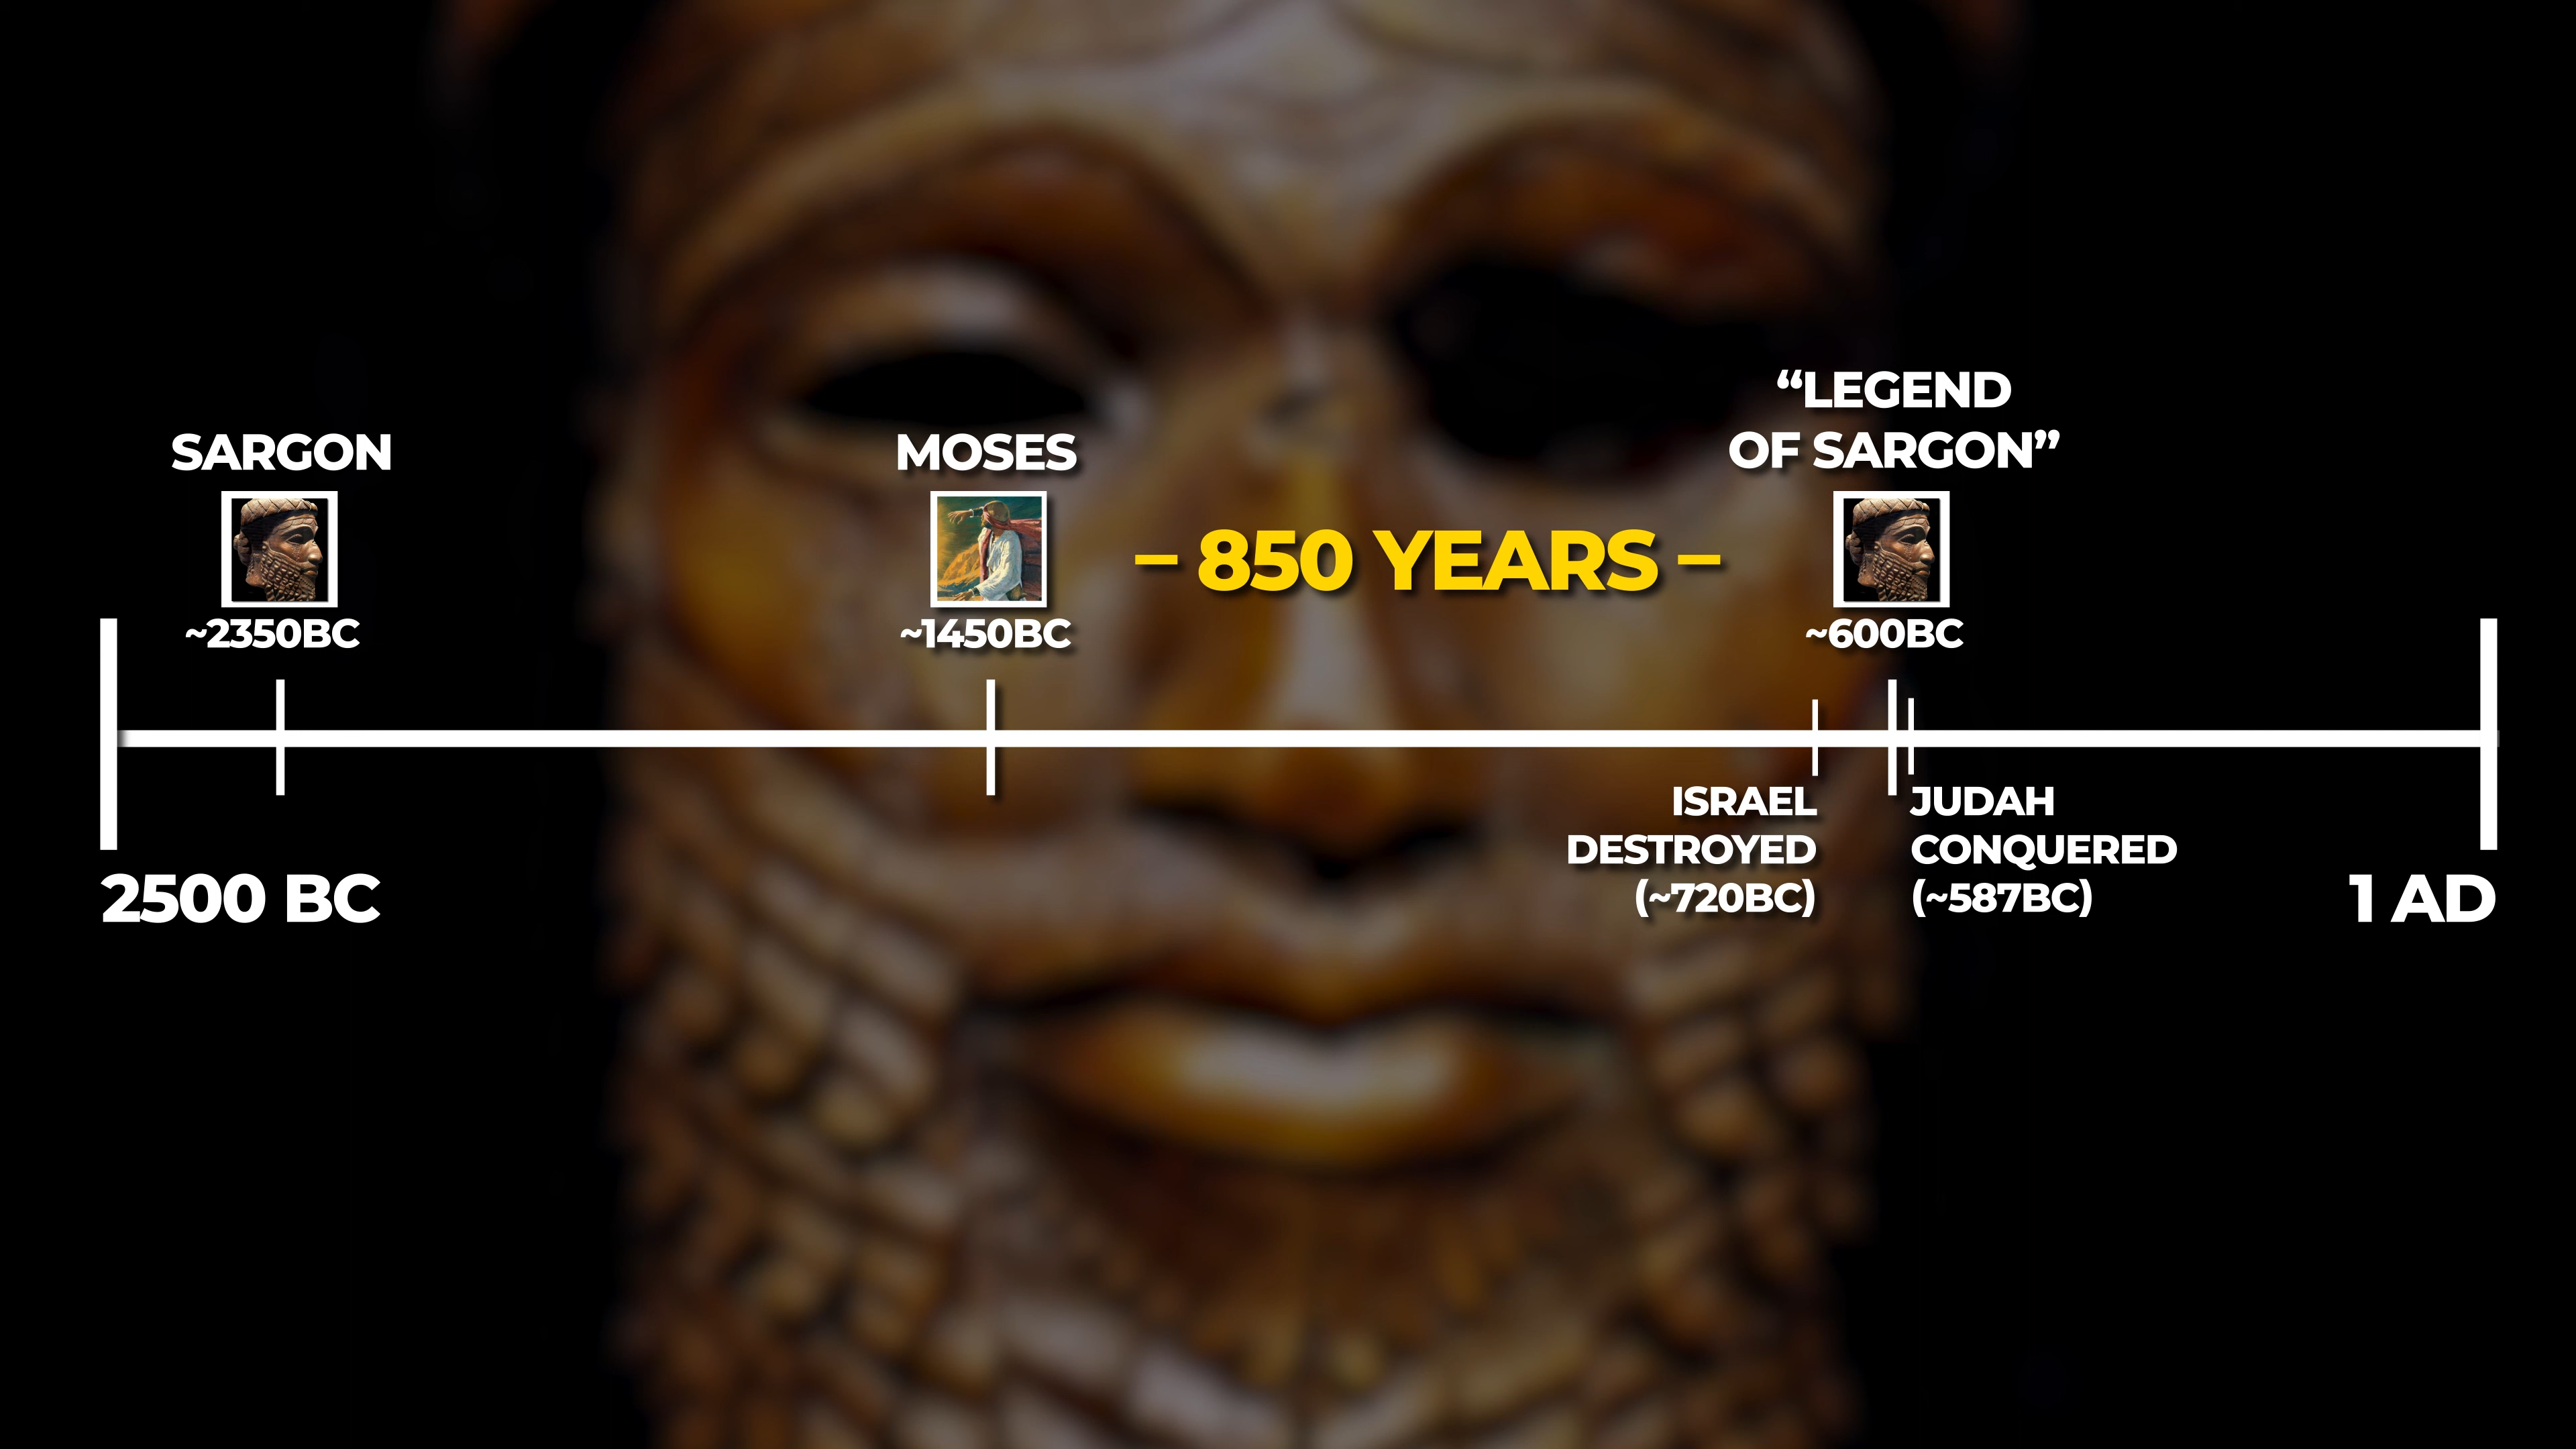 “LEGEND
OF SARGON”
SARGON
MOSES
– 850 YEARS –
~2350BC
~1450BC
~600BC
ISRAEL
DESTROYED
(~720BC)
JUDAH
CONQUERED
(~587BC)
2500 BC
1 AD